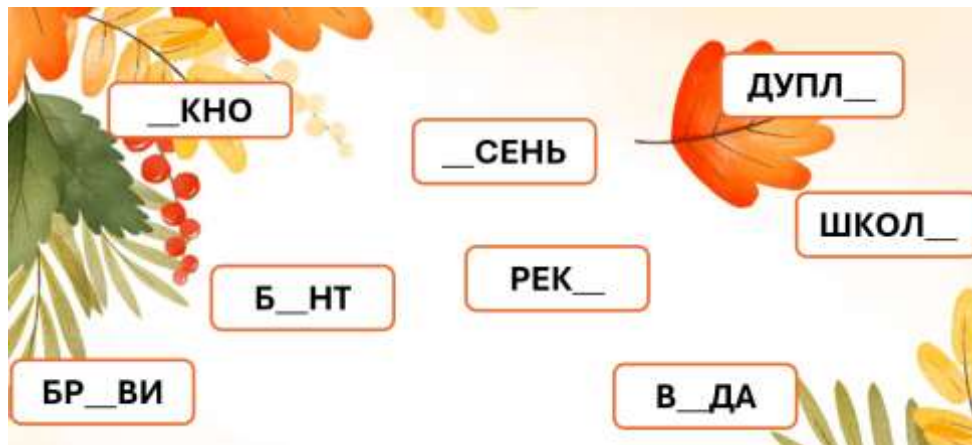 ДУПЛ__
__КНО
__СЕНЬ
ШКОЛ__
РЕК__
Б__НТ
БР__ВИ
В__ДА